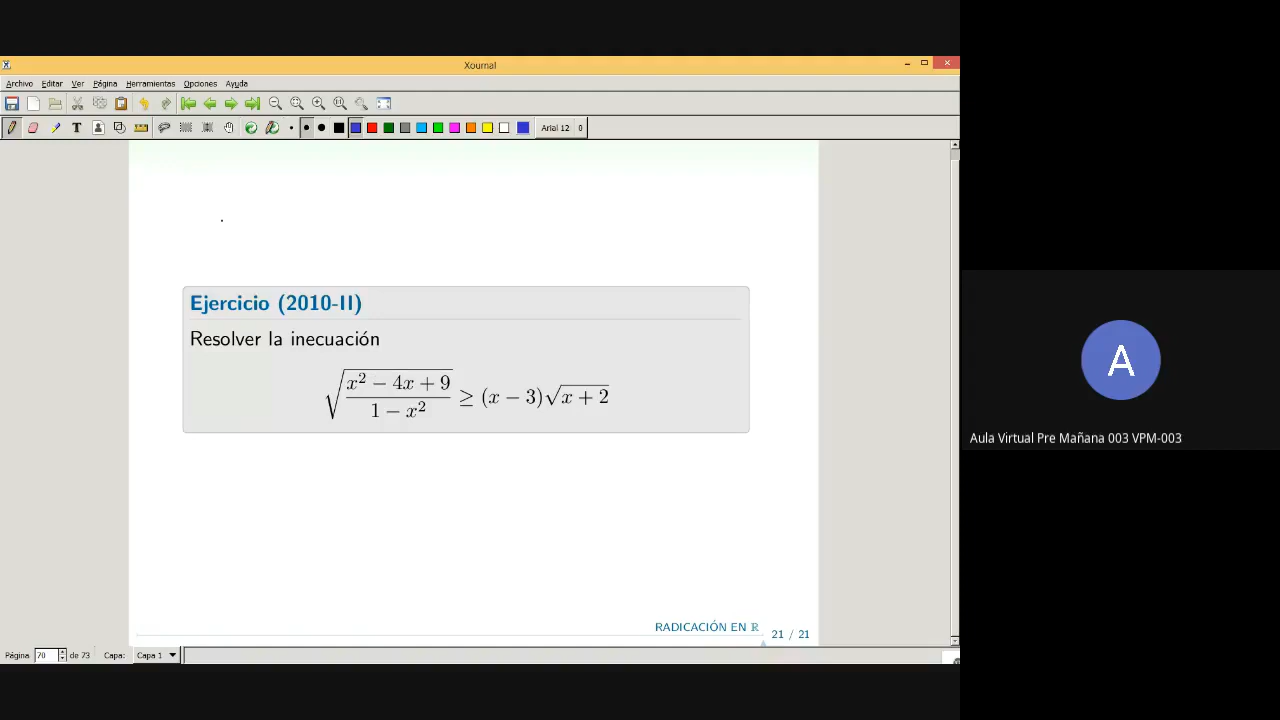 Xournal
Archivo Editar Ver Página Herramientas Opciones Ayuda
Arial 12 0
Ejercicio (2010-II)
Resolver la inecuación
√((x² − 4x + 9)/(1 − x²)) ≥ (x − 3)√(x + 2)
A
Aula Virtual Pre Mañana 003 VPM-003
RADICACIÓN EN ℝ
21 / 21
Página 70 de 73 Capa: Capa 1